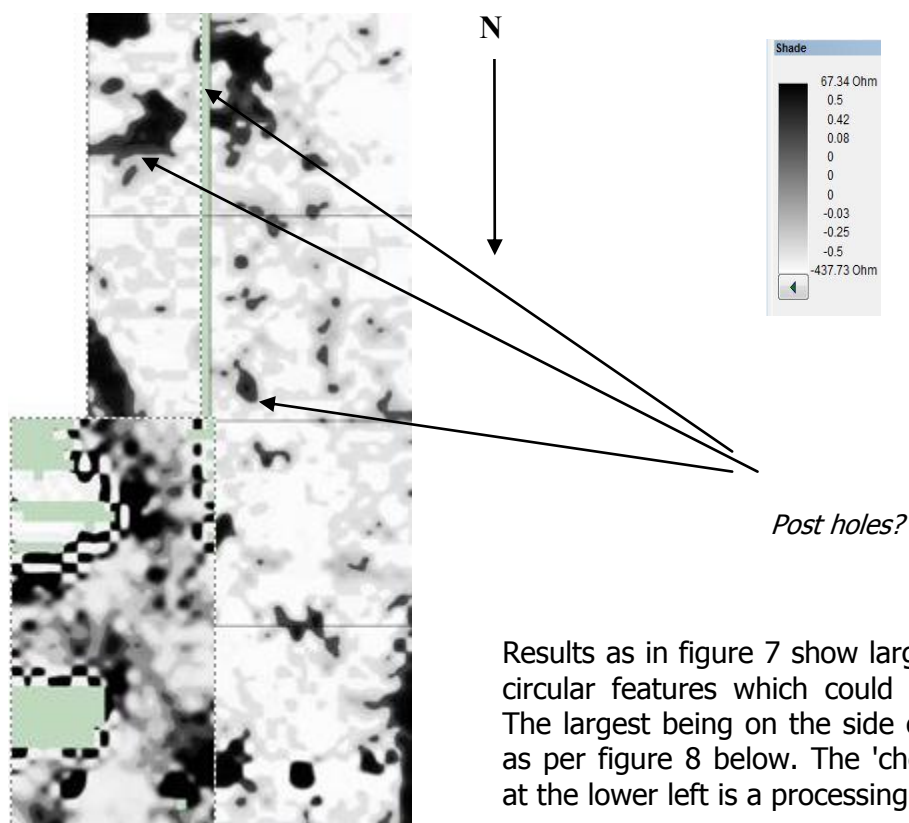 N
Shade
67.34 Ohm
0.5
0.42
0.08
0
0
0
-0.03
-0.25
-0.5
-437.73 Ohm
Post holes?
Results as in figure 7 show larg
circular features which could
The largest being on the side
as per figure 8 below. The 'ch
at the lower left is a processing